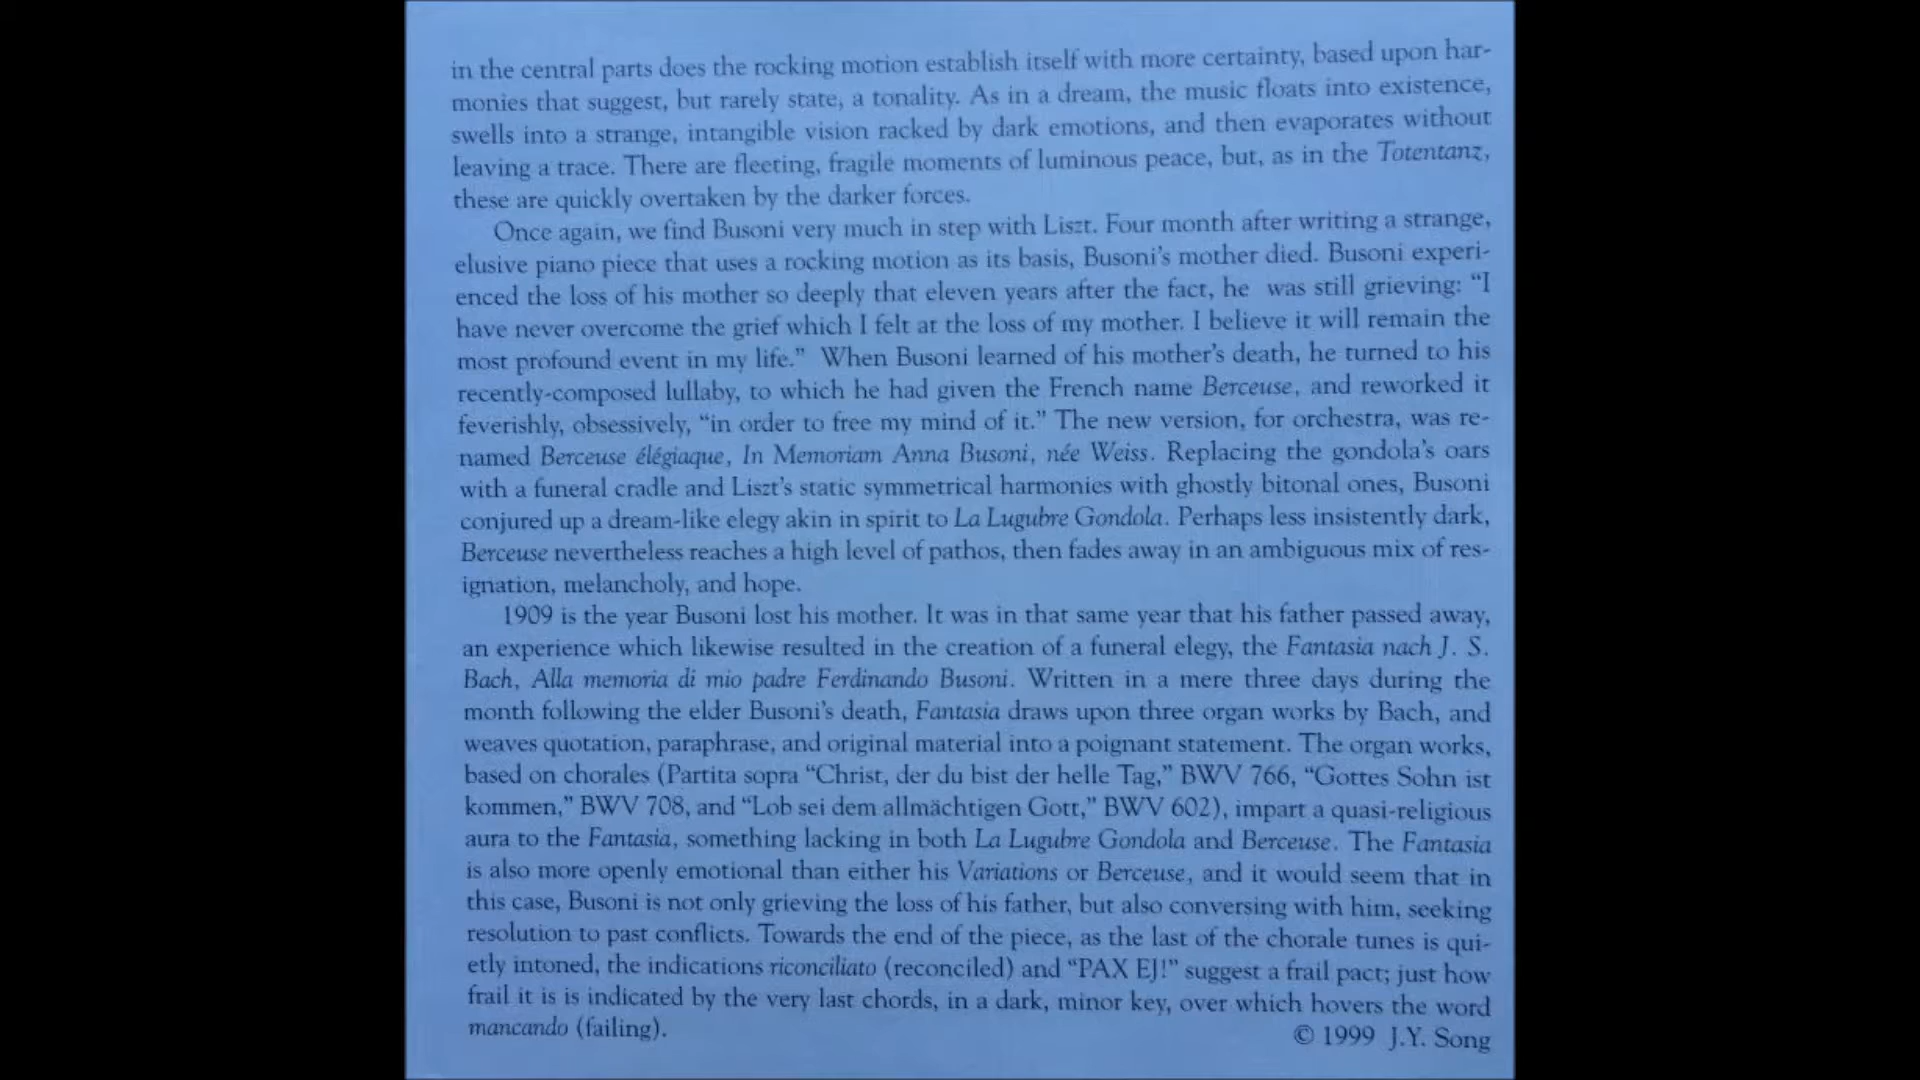 in the central parts does the rocking motion establish itself with more certainty, based upon har-
monies that suggest, but rarely state, a tonality. As in a dream, the music floats into existence,
swells into a strange, intangible vision racked by dark emotions, and then evaporates without
leaving a trace. There are fleeting, fragile moments of luminous peace, but, as in the Totentanz,
these are quickly overtaken by the darker forces.
Once again, we find Busoni very much in step with Liszt. Four month after writing a strange,
elusive piano piece that uses a rocking motion as its basis, Busoni's mother died. Busoni experi-
enced the loss of his mother so deeply that eleven years after the fact, he was still grieving: “I
have never overcome the grief which I felt at the loss of my mother. I believe it will remain the
most profound event in my life.” When Busoni learned of his mother's death, he turned to his
recently-composed lullaby, to which he had given the French name Berceuse, and reworked it
feverishly, obsessively, “in order to free my mind of it.” The new version, for orchestra, was re-
named Berceuse élégiaque, In Memoriam Anna Busoni, née Weiss. Replacing the gondola's oars
with a funeral cradle and Liszt's static symmetrical harmonies with ghostly bitonal ones, Busoni
conjured up a dream-like elegy akin in spirit to La Lugubre Gondola. Perhaps less insistently dark,
Berceuse nevertheless reaches a high level of pathos, then fades away in an ambiguous mix of res-
ignation, melancholy, and hope.
1909 is the year Busoni lost his mother. It was in that same year that his father passed away,
an experience which likewise resulted in the creation of a funeral elegy, the Fantasia nach J. S.
Bach, Alla memoria di mio padre Ferdinando Busoni. Written in a mere three days during the
month following the elder Busoni's death, Fantasia draws upon three organ works by Bach, and
weaves quotation, paraphrase, and original material into a poignant statement. The organ works,
based on chorales (Partita sopra “Christ, der du bist der helle Tag,” BWV 766, “Gottes Sohn ist
kommen,” BWV 708, and “Lob sei dem allmächtigen Gott,” BWV 602), impart a quasi-religious
aura to the Fantasia, something lacking in both La Lugubre Gondola and Berceuse. The Fantasia
is also more openly emotional than either his Variations or Berceuse, and it would seem that in
this case, Busoni is not only grieving the loss of his father, but also conversing with him, seeking
resolution to past conflicts. Towards the end of the piece, as the last of the chorale tunes is qui-
etly intoned, the indications riconciliato (reconciled) and “PAX EJ!” suggest a frail pact; just how
frail it is is indicated by the very last chords, in a dark, minor key, over which hovers the word
mancando (failing).
© 1999 J.Y. Song